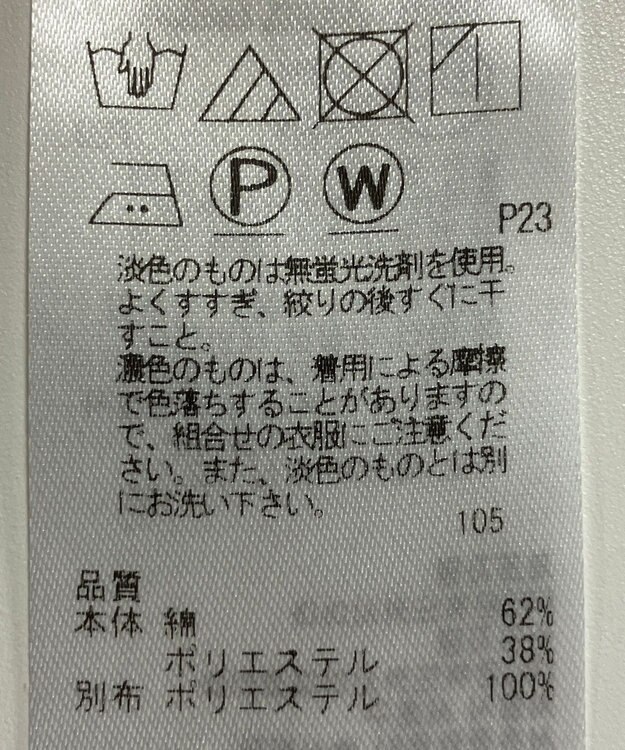 P W
P23
淡色のものは無蛍光洗剤を使用。
よくすすぎ、絞りの後すぐに干
すこと。
濃色のものは、着用による摩擦
で色落ちすることがありますの
で、組合せの衣服にご注意くだ
さい。また、淡色のものとは別
にお洗い下さい。
105
品質
本体 綿 62%
ポリエステル 38%
別布 ポリエステル 100%